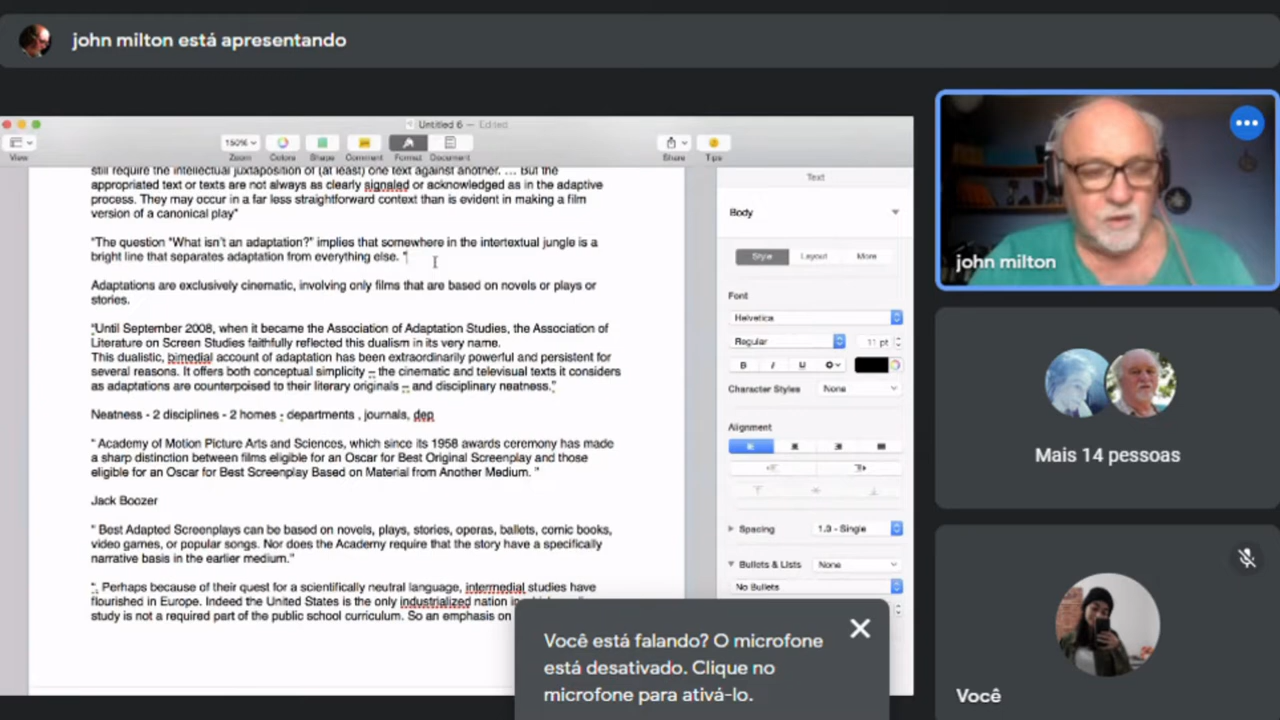 john milton está apresentando
Untitled 6 — Edited
150%
View
Zoom
Colors
Shape
Comment
Format
Document
Share
Tips
still require the intellectual juxtaposition of (at least) one text against another. ... But the
appropriated text or texts are not always as clearly signaled or acknowledged as in the adaptive
process. They may occur in a far less straightforward context than is evident in making a film
version of a canonical play"
"The question "What isn't an adaptation?" implies that somewhere in the intertextual jungle is a
bright line that separates adaptation from everything else. "
Adaptations are exclusively cinematic, involving only films that are based on novels or plays or
stories.
"Until September 2008, when it became the Association of Adaptation Studies, the Association of
Literature on Screen Studies faithfully reflected this dualism in its very name.
This dualistic, bimedial account of adaptation has been extraordinarily powerful and persistent for
several reasons. It offers both conceptual simplicity – the cinematic and televisual texts it considers
as adaptations are counterpoised to their literary originals – and disciplinary neatness."
Neatness - 2 disciplines - 2 homes - departments , journals, dep
" Academy of Motion Picture Arts and Sciences, which since its 1958 awards ceremony has made
a sharp distinction between films eligible for an Oscar for Best Original Screenplay and those
eligible for an Oscar for Best Screenplay Based on Material from Another Medium. "
Jack Boozer
" Best Adapted Screenplays can be based on novels, plays, stories, operas, ballets, comic books,
video games, or popular songs. Nor does the Academy require that the story have a specifically
narrative basis in the earlier medium."
". Perhaps because of their quest for a scientifically neutral language, intermedial studies have
flourished in Europe. Indeed the United States is the only industrialized nation in
study is not a required part of the public school curriculum. So an emphasis on
Text
Body
Style
Layout
More
Font
Helvetica
Regular
11 pt
B
I
U
Character Styles
None
Alignment
Spacing
1.0 - Single
Bullets & Lists
None
No Bullets
john milton
Mais 14 pessoas
Você
Você está falando? O microfone
está desativado. Clique no
microfone para ativá-lo.